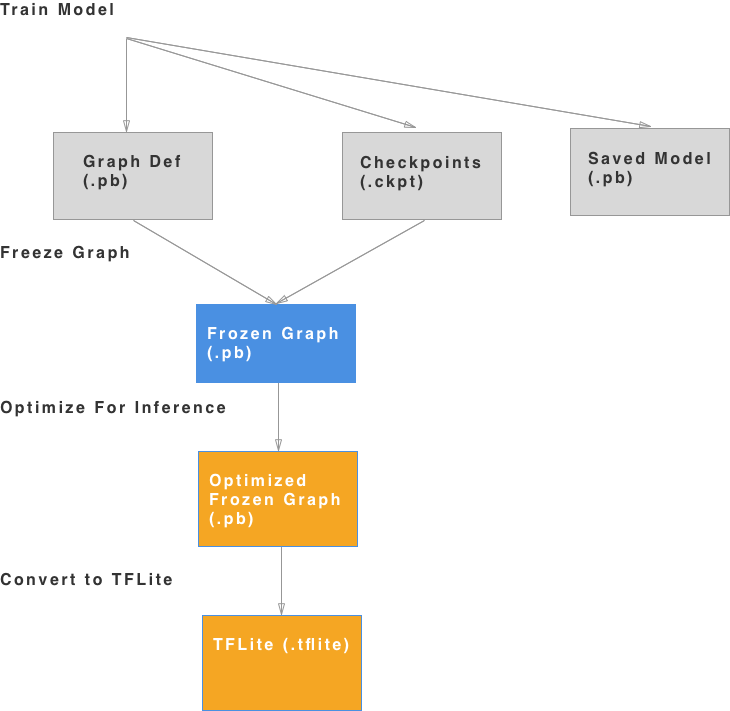 Train Model
Graph Def
(.pb)
Checkpoints
(.ckpt)
Saved Model
(.pb)
Freeze Graph
Frozen Graph
(.pb)
Optimize For Inference
Optimized
Frozen Graph
(.pb)
Convert to TFLite
TFLite (.tflite)